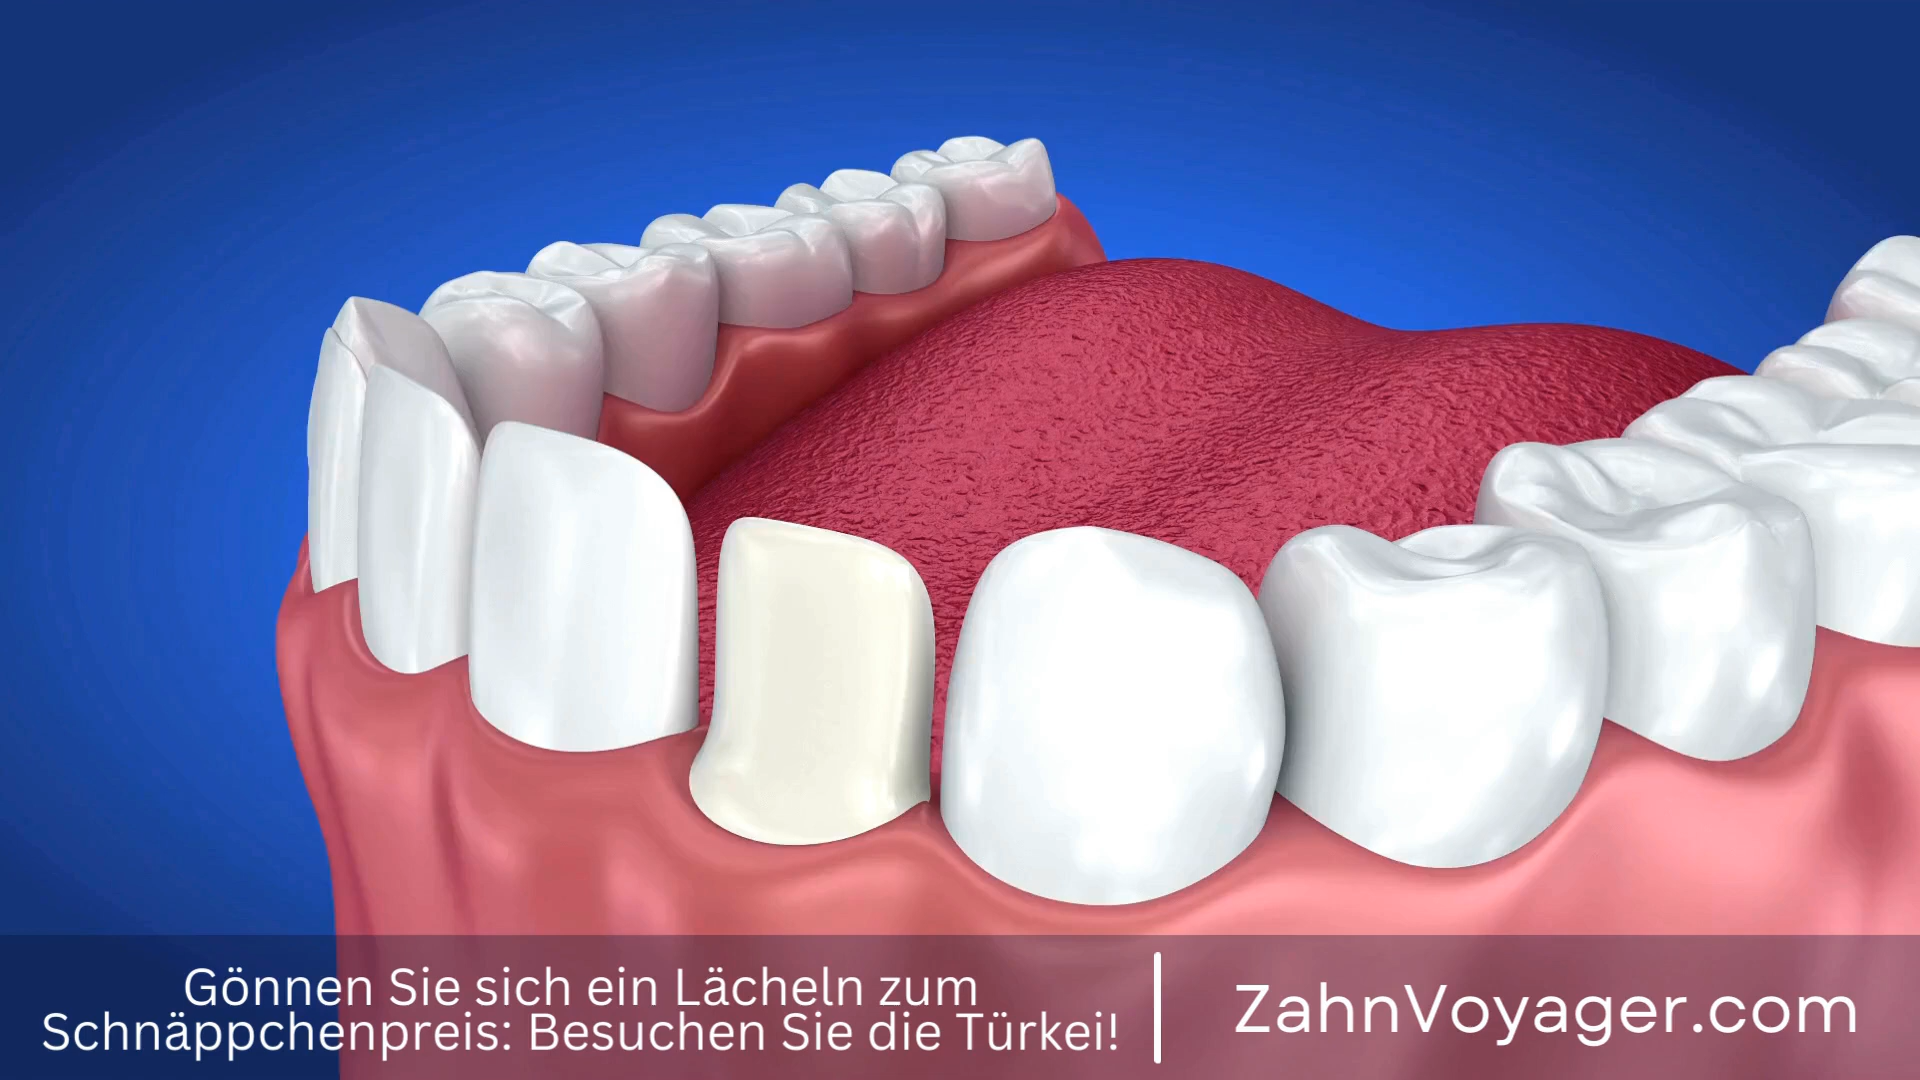 Gönnen Sie sich ein Lächeln zum
Schnäppchenpreis: Besuchen Sie die Türkei!
ZahnVoyager.com